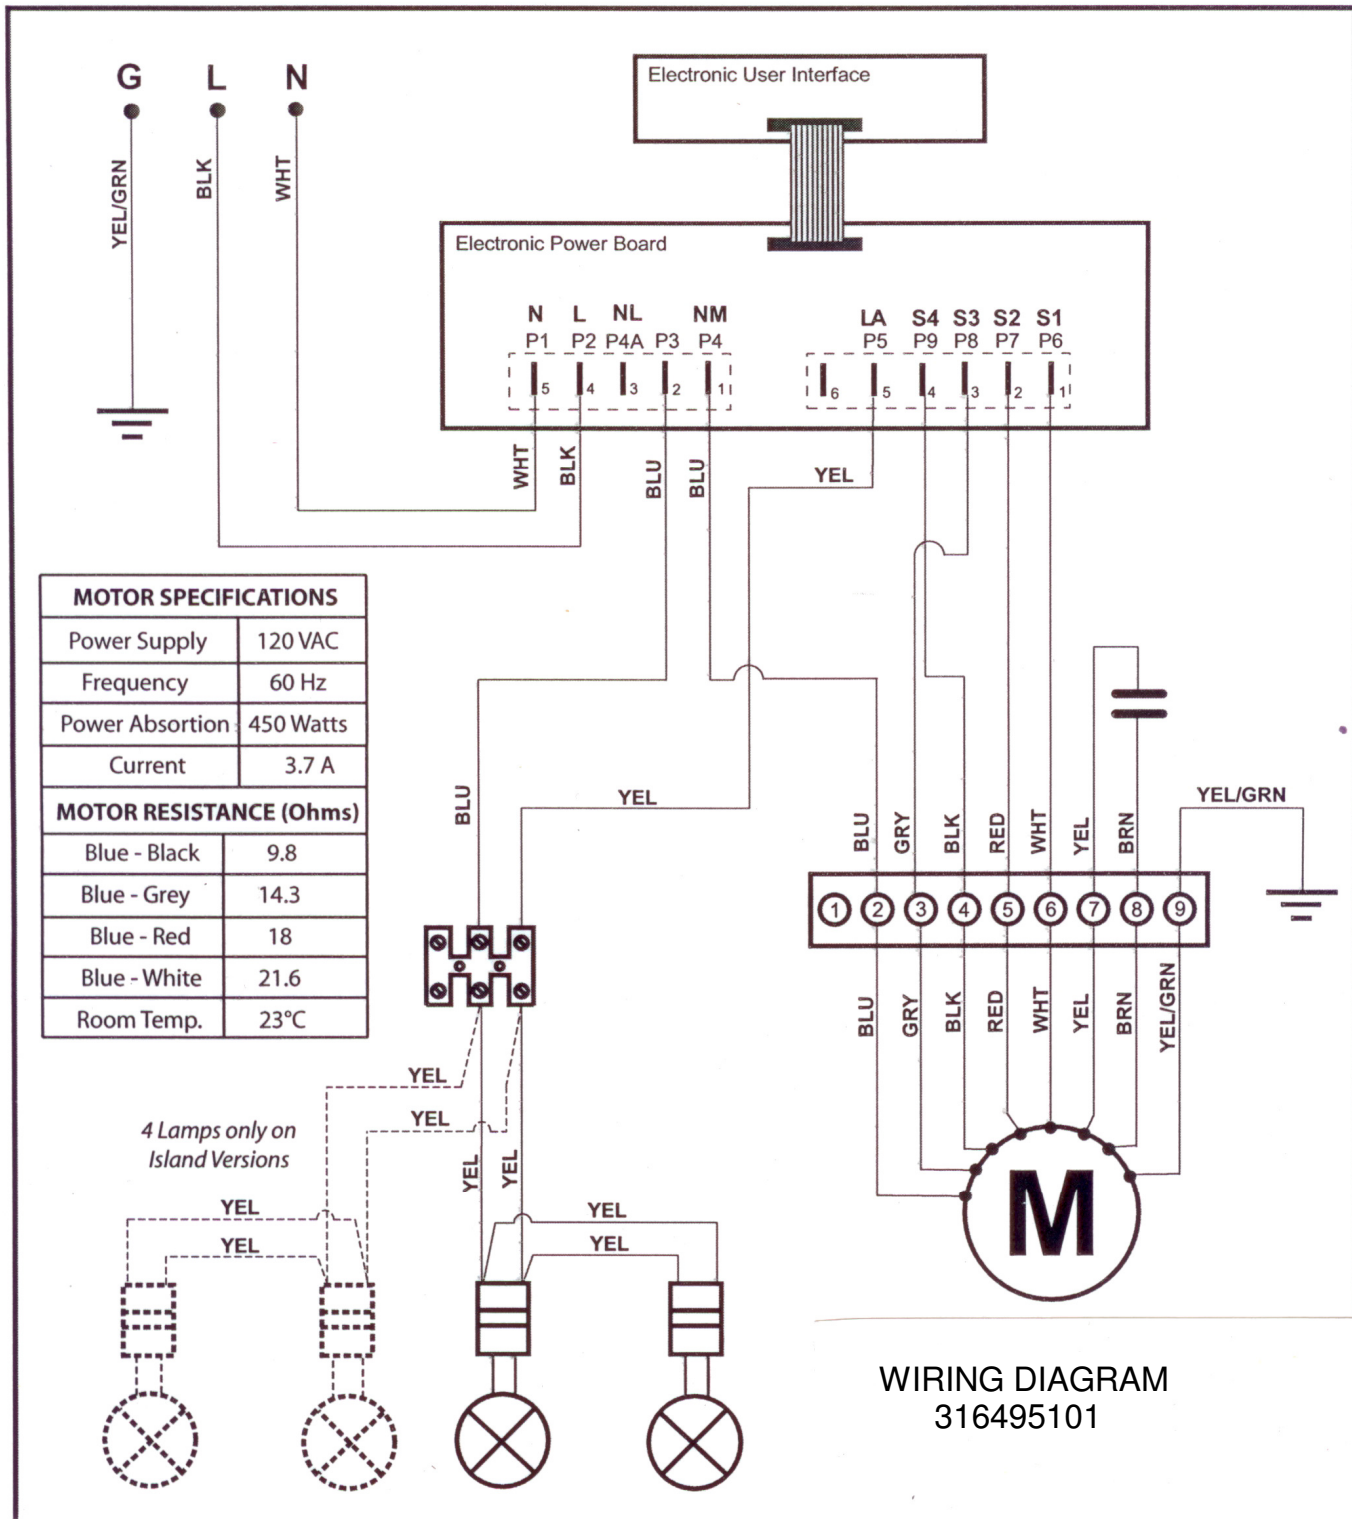 G L N
Electronic User Interface
YEL/GRN
BLK
WHT
Electronic Power Board
N L NL NM
P1 P2 P4A P3 P4
5 4 3 2 1
LA S4 S3 S2 S1
P5 P9 P8 P7 P6
6 5 4 3 2 1
WHT
BLK
BLU
BLU
YEL
MOTOR SPECIFICATIONS
Power Supply 120 VAC
Frequency 60 Hz
Power Absortion 450 Watts
Current 3.7 A
MOTOR RESISTANCE (Ohms)
Blue - Black 9.8
Blue - Grey 14.3
Blue - Red 18
Blue - White 21.6
Room Temp. 23°C
BLU
YEL
BLU
GRY
BLK
RED
WHT
YEL
BRN
YEL/GRN
1 2 3 4 5 6 7 8 9
BLU
GRY
BLK
RED
WHT
YEL
BRN
YEL/GRN
YEL
YEL
4 Lamps only on
Island Versions
YEL
YEL
YEL
YEL
YEL
YEL
M
WIRING DIAGRAM
316495101